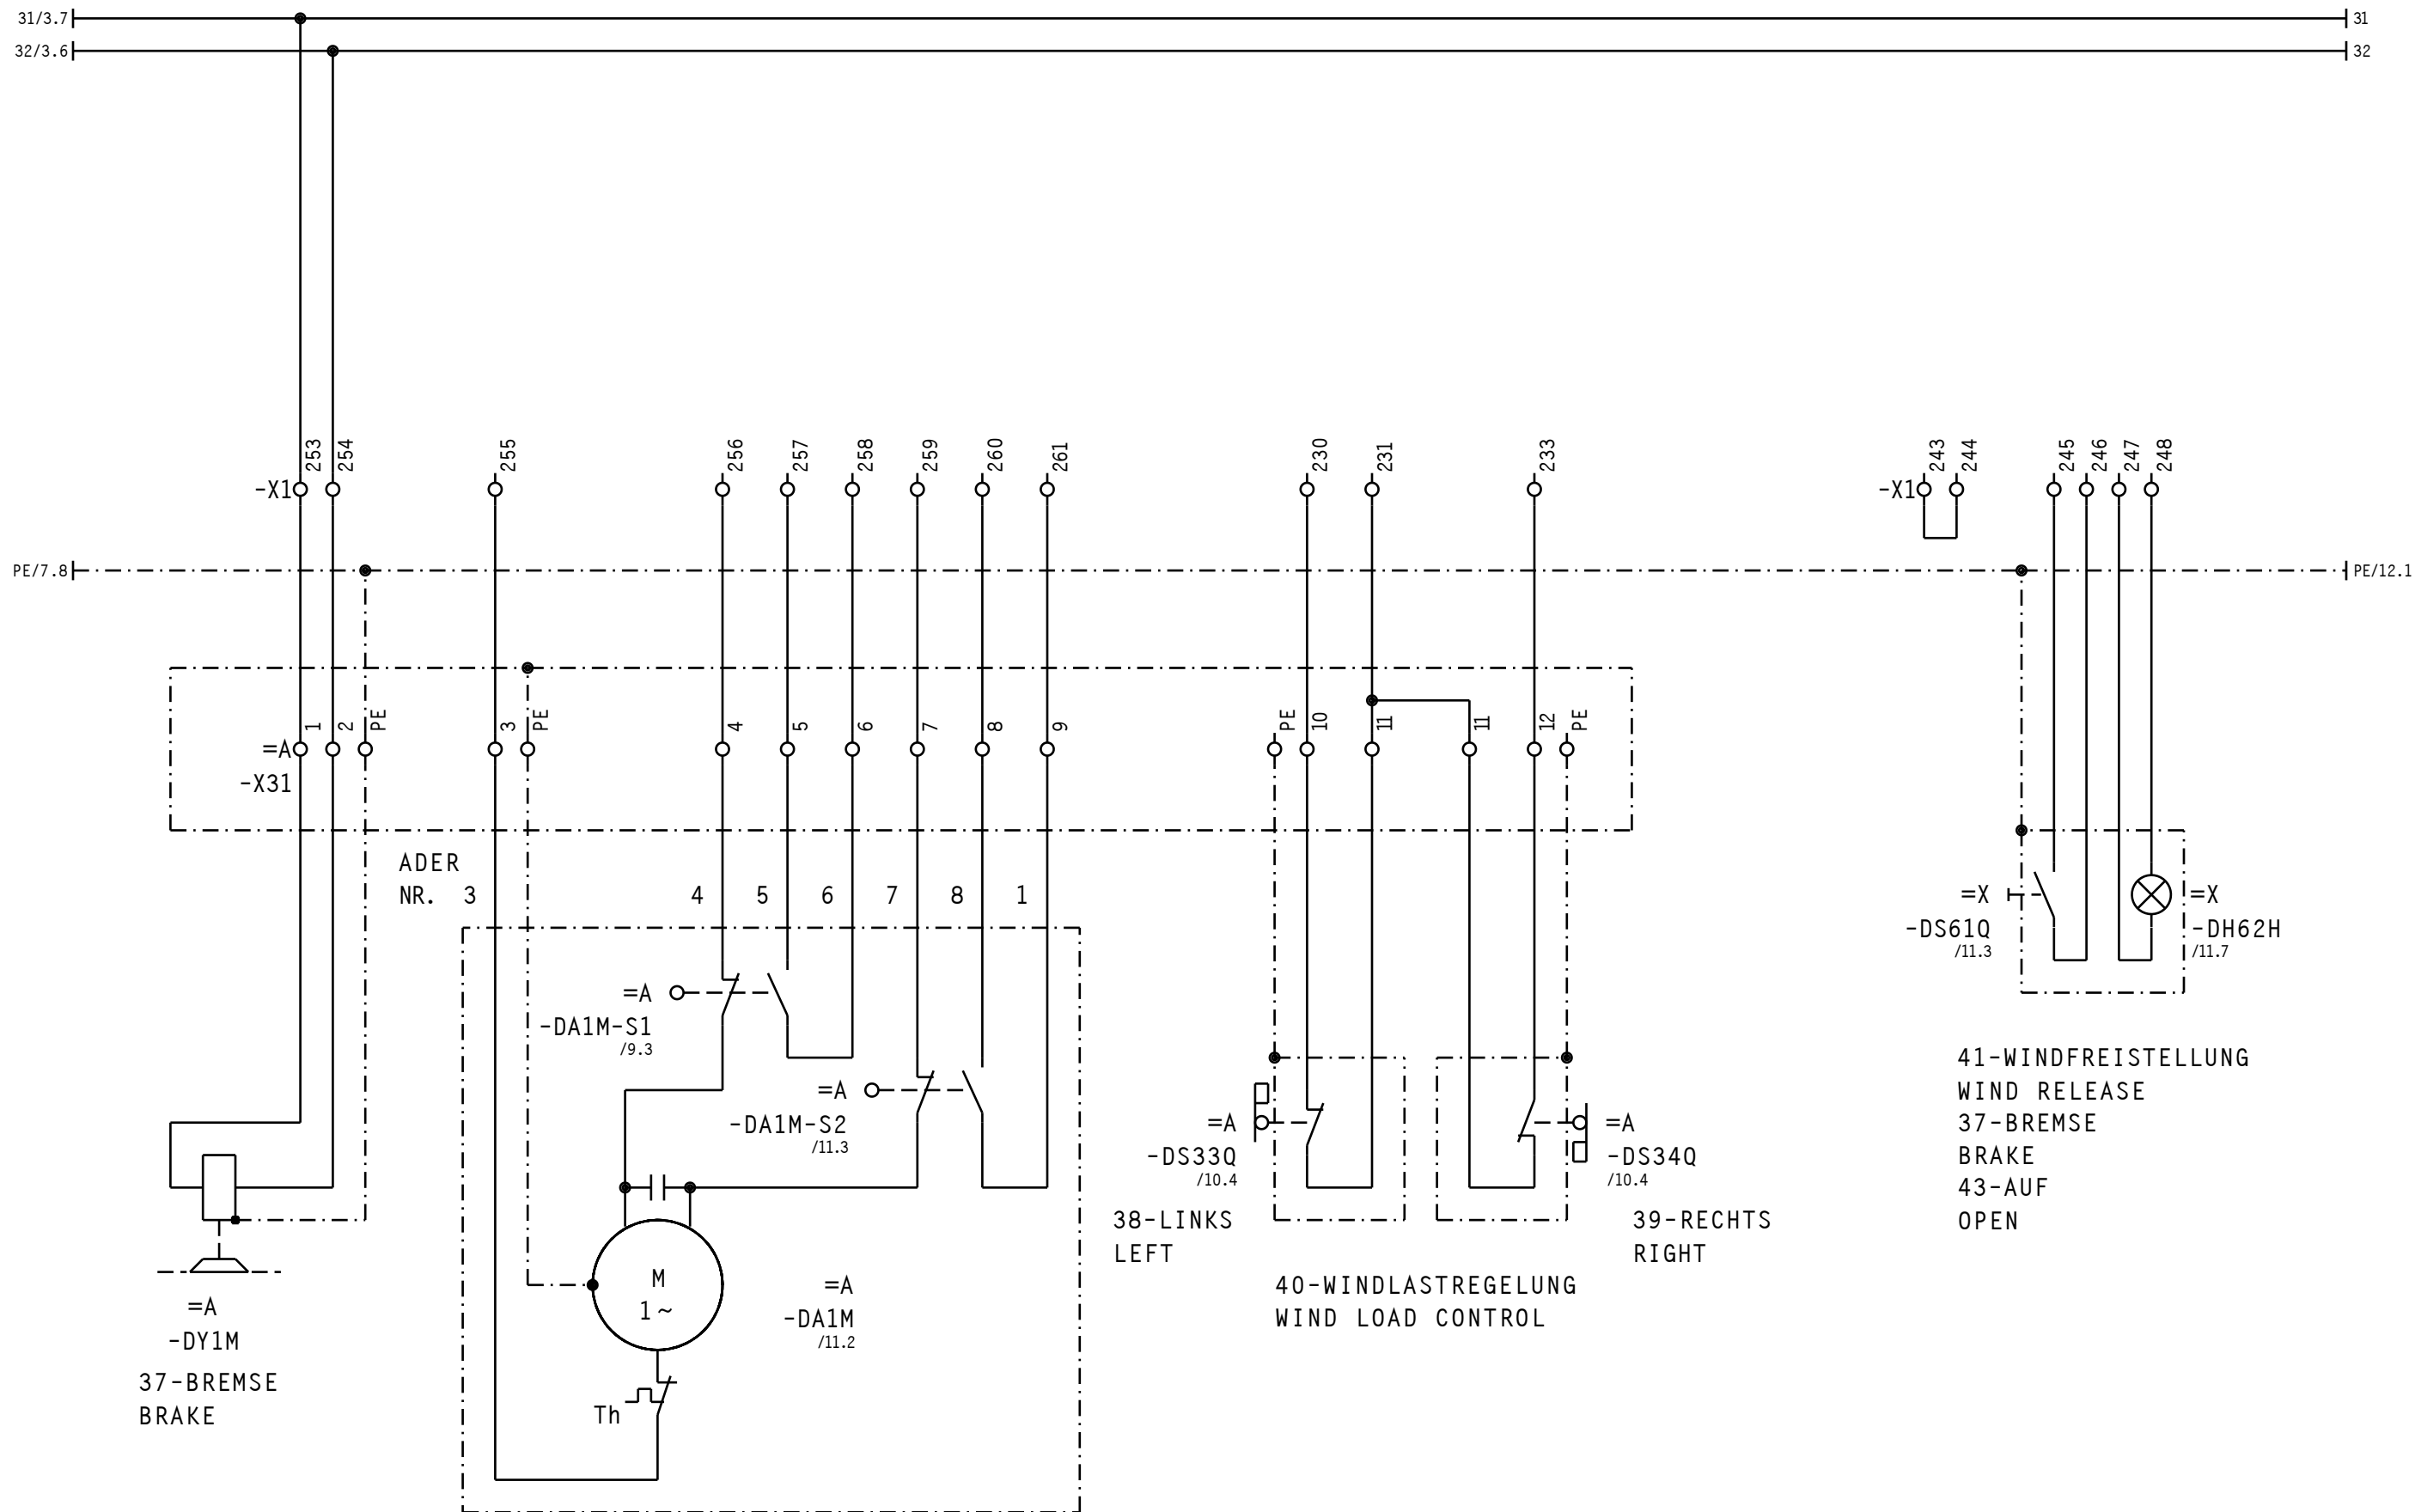 31/3.7
31
32/3.6
32
253
254
255
256
257
258
259
260
261
230
231
233
243
244
245
246
247
248
-X1
-X1
PE/7.8
PE/12.1
1
2
PE
3
PE
4
5
6
7
8
9
PE
10
11
11
12
PE
=A
-X31
ADER
NR. 3 4 5 6 7 8 1
=X
-DS61Q
/11.3
=X
-DH62H
/11.7
=A
-DA1M-S1
/9.3
=A
-DA1M-S2
/11.3
=A
-DS33Q
/10.4
38-LINKS
LEFT
=A
-DS34Q
/10.4
39-RECHTS
RIGHT
40-WINDLASTREGELUNG
WIND LOAD CONTROL
41-WINDFREISTELLUNG
WIND RELEASE
37-BREMSE
BRAKE
43-AUF
OPEN
M
1~
=A
-DA1M
/11.2
Th
=A
-DY1M
37-BREMSE
BRAKE